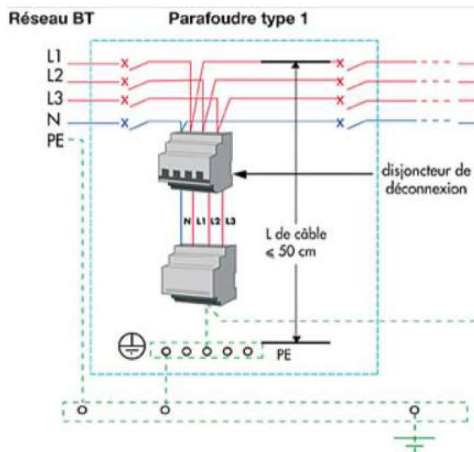 Réseau BT
Parafoudre type 1
L1
L2
L3
N
PE
disjoncteur de
déconnexion
N L1 L2 L3
L de câble
⩽ 50 cm
PE